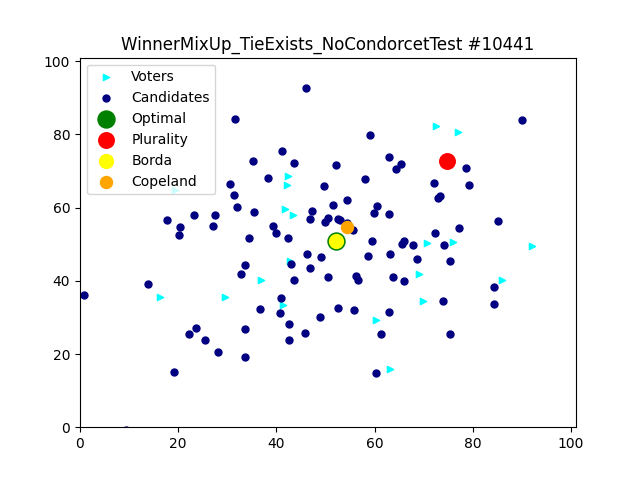 WinnerMixUp_TieExists_NoCondorcetTest #10441
Voters
Candidates
Optimal
Plurality
Borda
Copeland
100
80
60
40
20
0
0 20 40 60 80 100